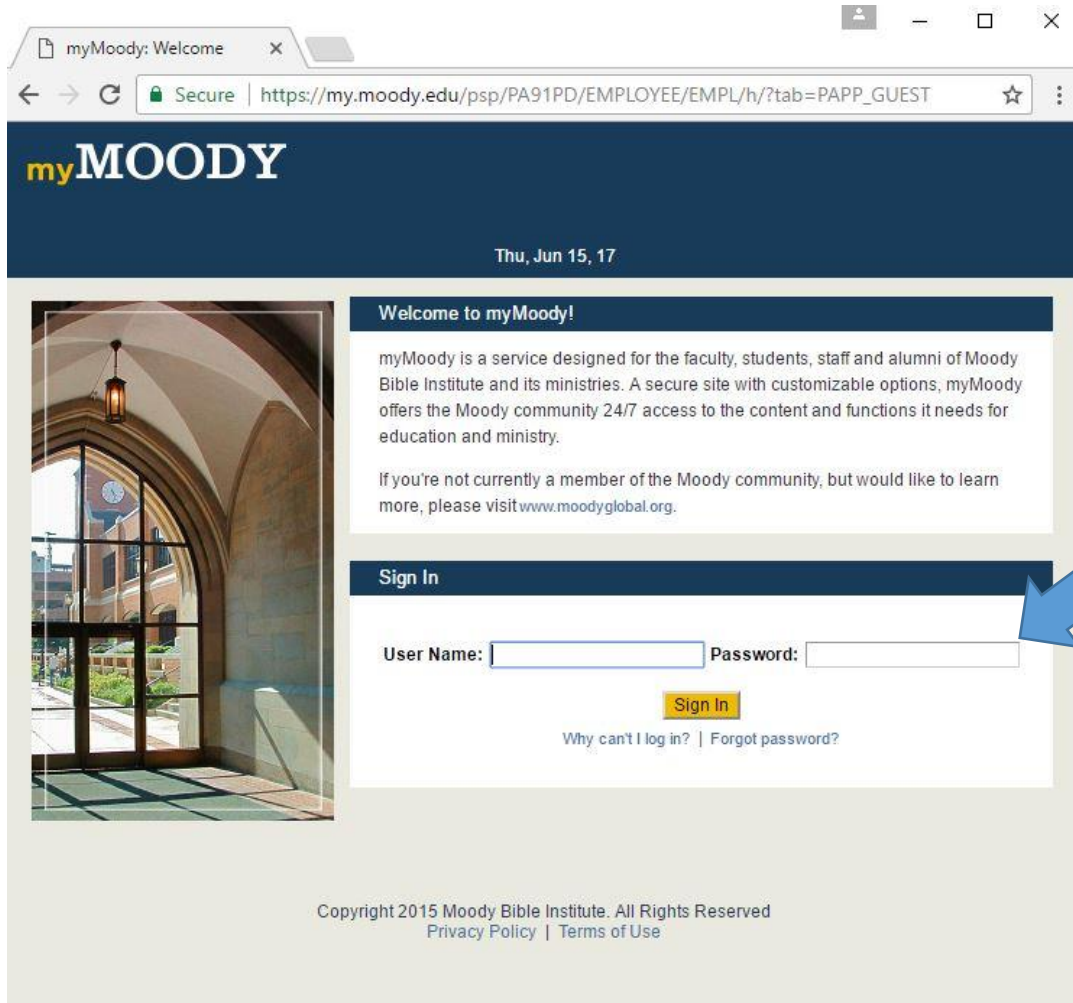 myMoody: Welcome
Secure | https://my.moody.edu/psp/PA91PD/EMPLOYEE/EMPL/h/?tab=PAPP_GUEST
myMOODY
Thu, Jun 15, 17
Welcome to myMoody!
myMoody is a service designed for the faculty, students, staff and alumni of Moody
Bible Institute and its ministries. A secure site with customizable options, myMoody
offers the Moody community 24/7 access to the content and functions it needs for
education and ministry.
If you're not currently a member of the Moody community, but would like to learn
more, please visit www.moodyglobal.org.
Sign In
User Name: Password:
Sign In
Why can't I log in? | Forgot password?
Copyright 2015 Moody Bible Institute. All Rights Reserved
Privacy Policy | Terms of Use